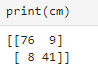 print(cm)
[[76  9]
 [ 8 41]]